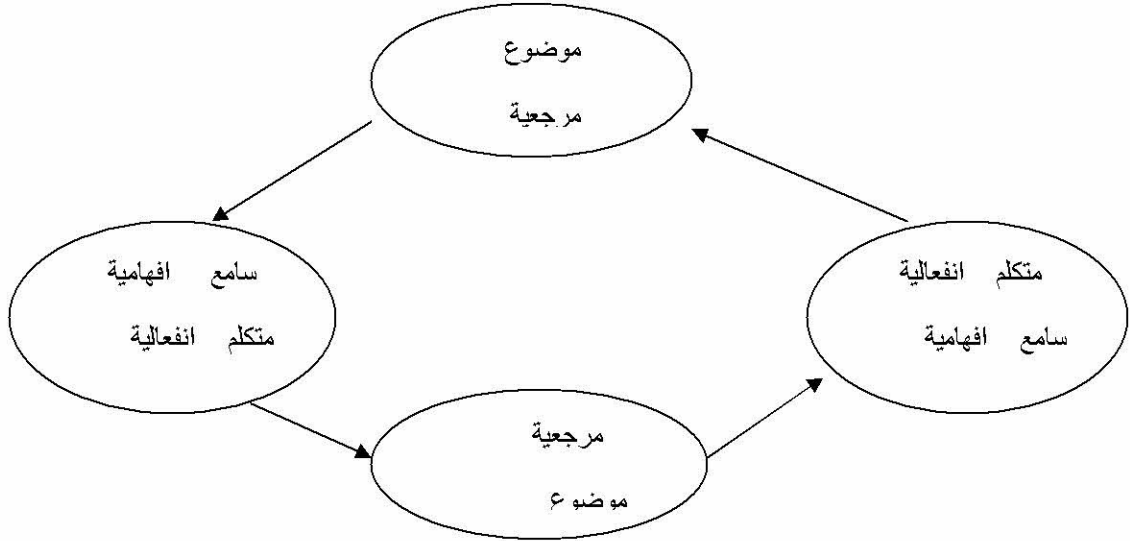 موضوع
مرجعية
متكلم انفعالية
سامع افهامية
سامع افهامية
متكلم انفعالية
مرجعية
موضوع